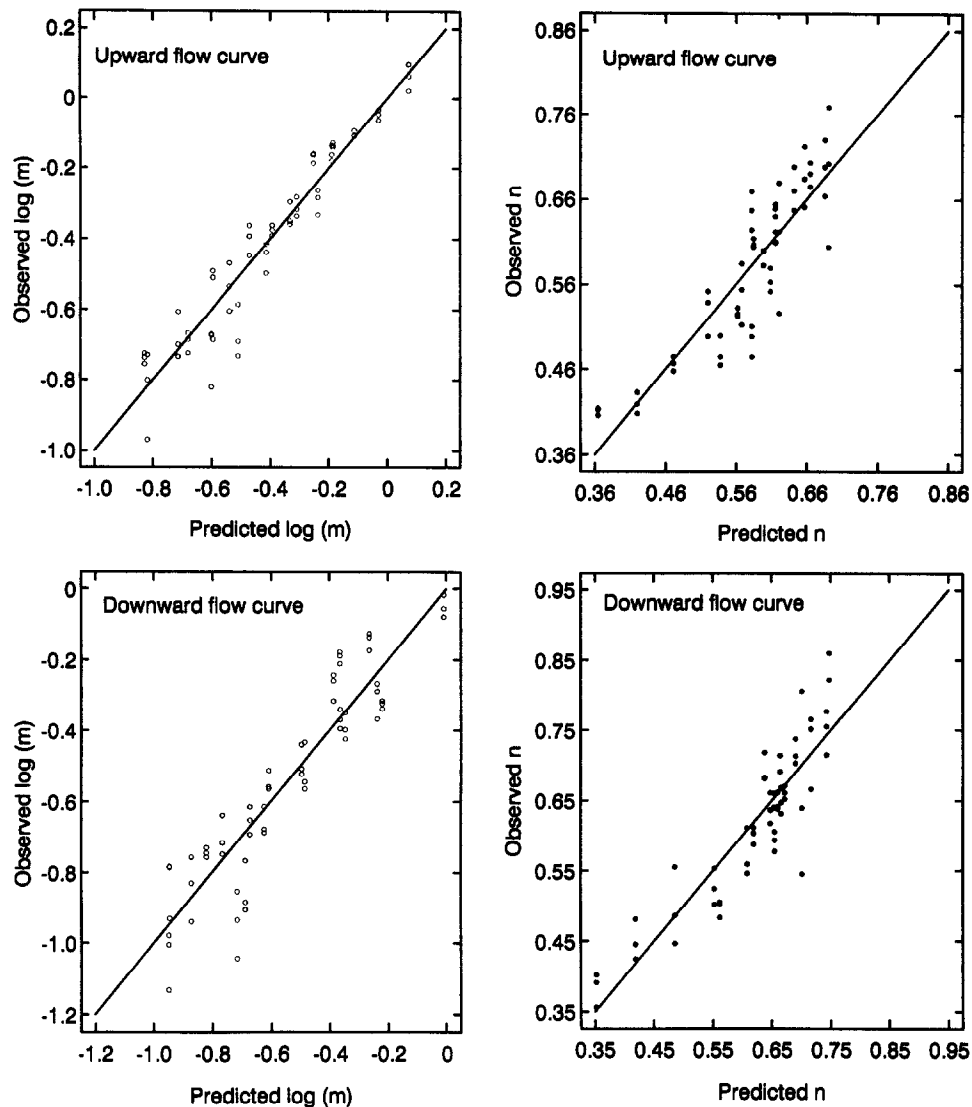 0.2
0
-0.2
-0.4
-0.6
-0.8
-1.0
Observed log (m)
Upward flow curve
-1.0 -0.8 -0.6 -0.4 -0.2 0 0.2
Predicted log (m)
0.86
0.76
0.66
0.56
0.46
0.36
Observed n
Upward flow curve
0.36 0.46 0.56 0.66 0.76 0.86
Predicted n
0
-0.2
-0.4
-0.6
-0.8
-1.0
-1.2
Observed log (m)
Downward flow curve
-1.2 -1.0 -0.8 -0.6 -0.4 -0.2 0
Predicted log (m)
0.95
0.85
0.75
0.65
0.55
0.45
0.35
Observed n
Downward flow curve
0.35 0.45 0.55 0.65 0.75 0.85 0.95
Predicted n